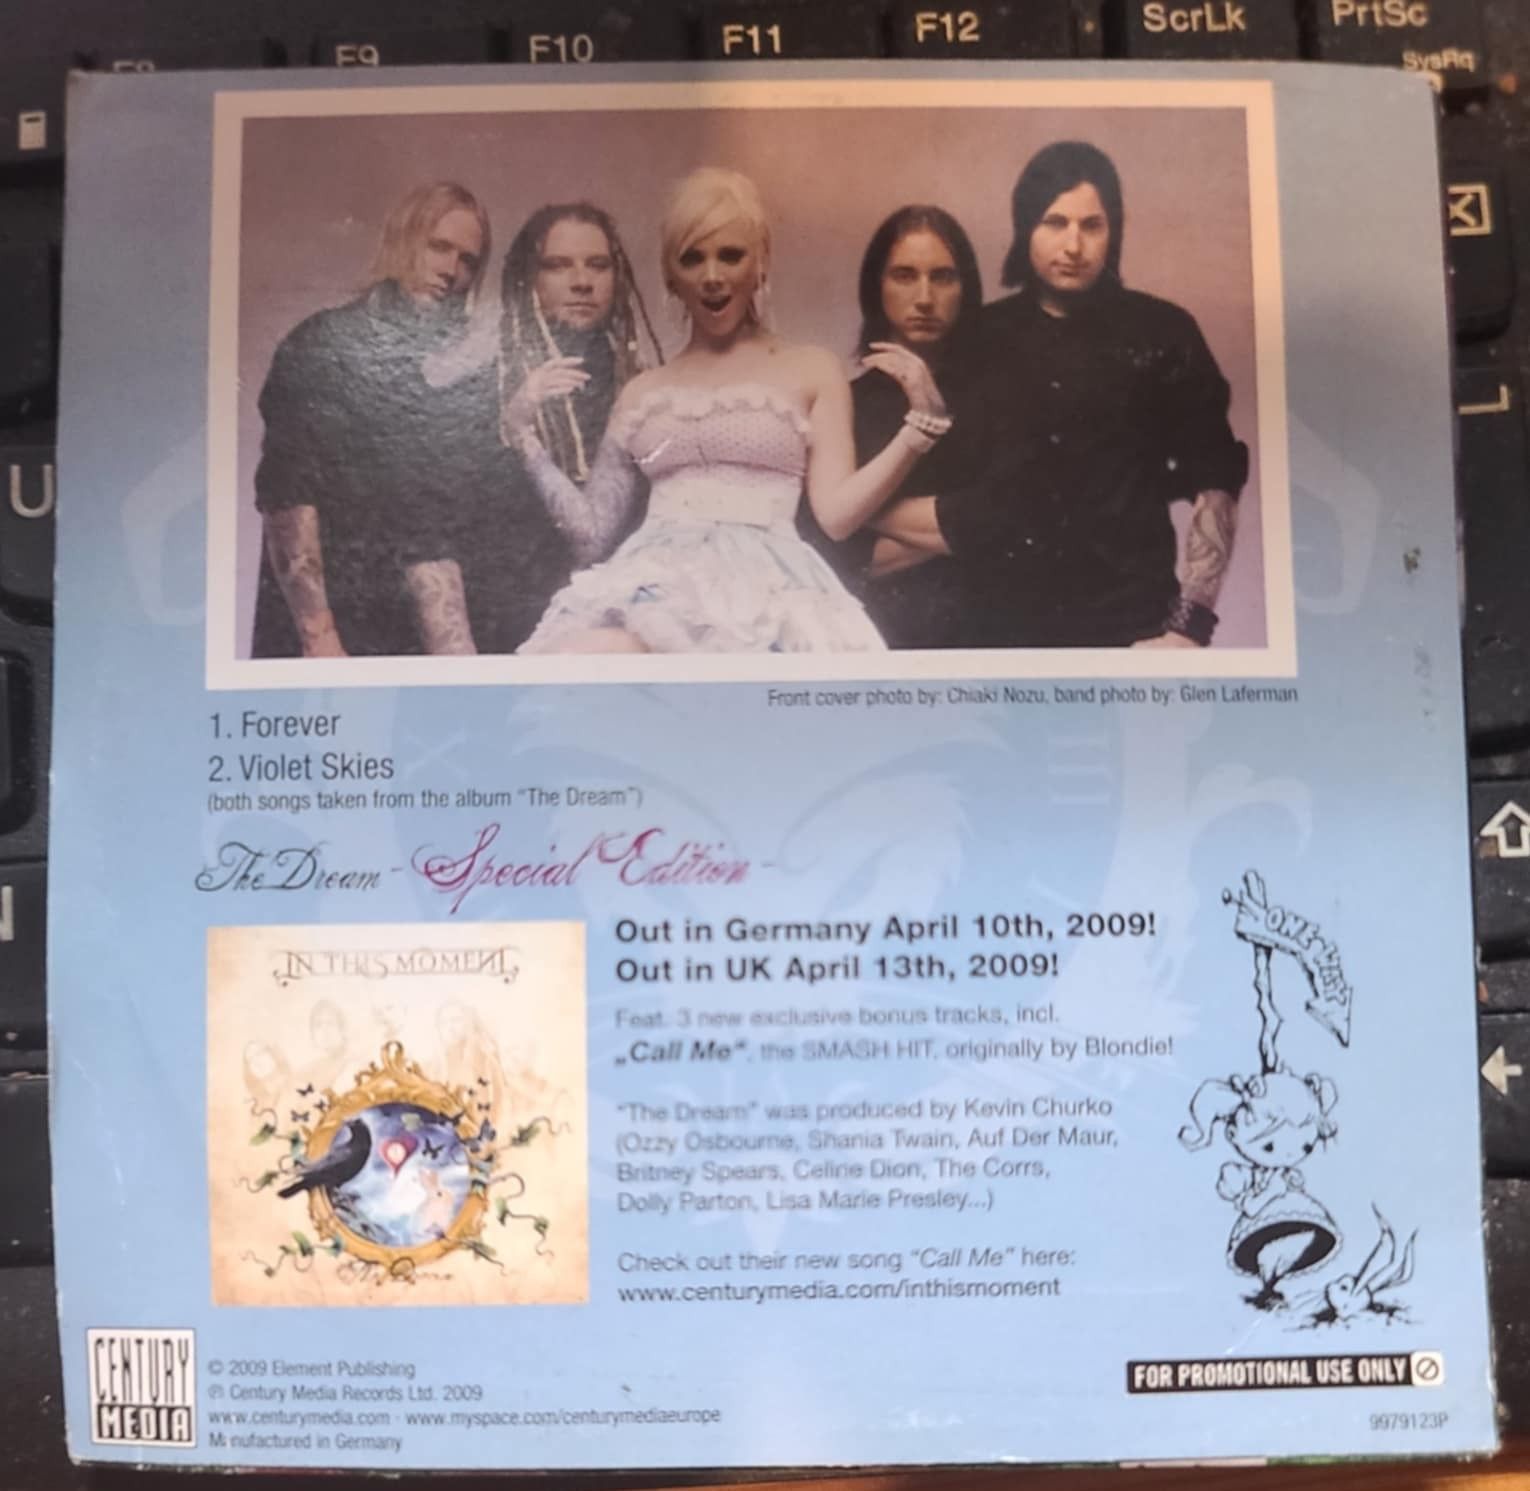 F9
F10
F11
F12
ScrLk
PrtSc
SysRq
U
Front cover photo by: Chiaki Nozu, band photo by: Glen Laferman
1. Forever
2. Violet Skies
(both songs taken from the album "The Dream")
The Dream - Special Edition -
IN THIS MOMENT
Out in Germany April 10th, 2009!
Out in UK April 13th, 2009!
Feat. 3 new exclusive bonus tracks, incl.
„Call Me“, the SMASH HIT, originally by Blondie!
"The Dream" was produced by Kevin Churko
(Ozzy Osbourne, Shania Twain, Auf Der Maur,
Britney Spears, Celine Dion, The Corrs,
Dolly Parton, Lisa Marie Presley...)
Check out their new song "Call Me" here:
www.centurymedia.com/inthismoment
ONE-WAY
CENTURY
MEDIA
© 2009 Element Publishing
℗ Century Media Records Ltd. 2009
www.centurymedia.com · www.myspace.com/centurymediaeurope
Manufactured in Germany
FOR PROMOTIONAL USE ONLY
9979123P